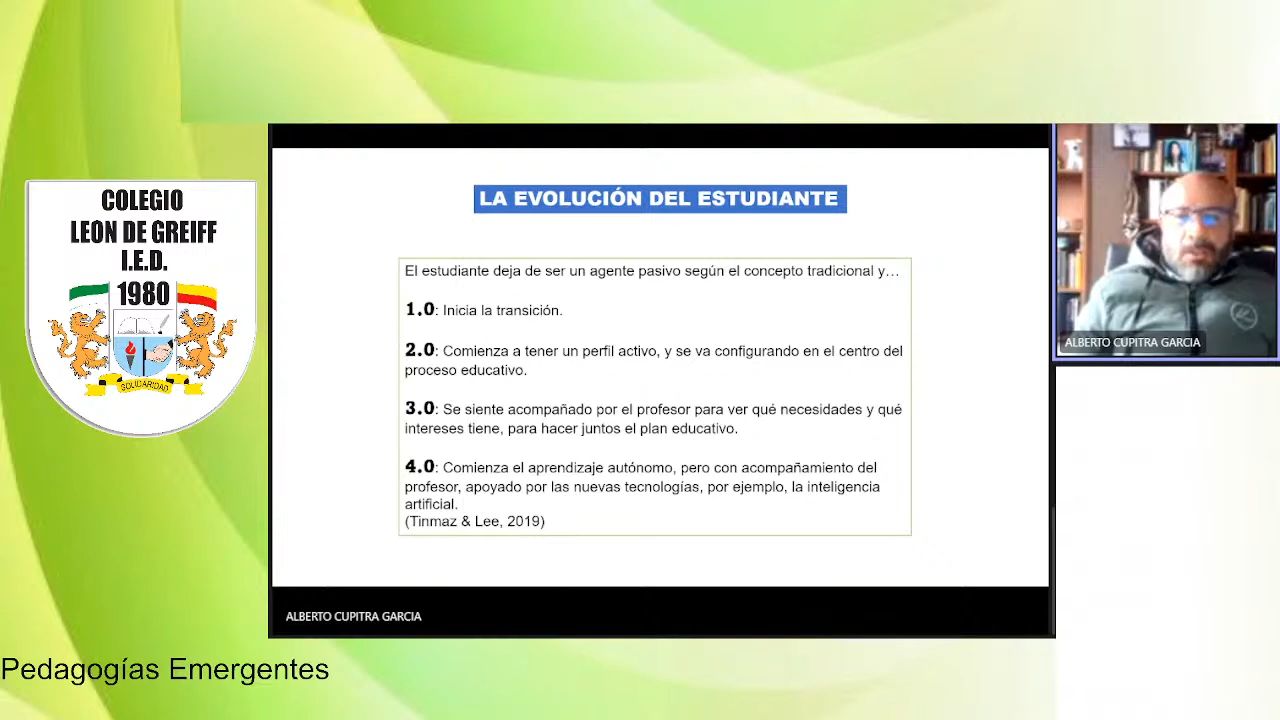 COLEGIO
LEON DE GREIFF
I.E.D.
1980
SOLIDARIDAD
LA EVOLUCIÓN DEL ESTUDIANTE
El estudiante deja de ser un agente pasivo según el concepto tradicional y…
1.0: Inicia la transición.
2.0: Comienza a tener un perfil activo, y se va configurando en el centro del
proceso educativo.
3.0: Se siente acompañado por el profesor para ver qué necesidades y qué
intereses tiene, para hacer juntos el plan educativo.
4.0: Comienza el aprendizaje autónomo, pero con acompañamiento del
profesor, apoyado por las nuevas tecnologías, por ejemplo, la inteligencia
artificial.
(Tinmaz & Lee, 2019)
ALBERTO CUPITRA GARCIA
ALBERTO CUPITRA GARCIA
Pedagogías Emergentes